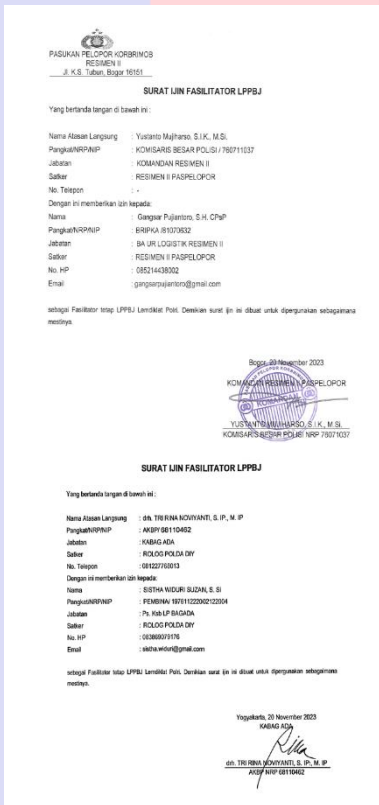 PASUKAN PELOPOR KORBRIMOB
RESIMEN II
Jl. K.S. Tubun, Bogor 16151
SURAT IJIN FASILITATOR LPPBJ
Yang bertanda tangan di bawah ini :
Nama Atasan Langsung : Yustanto Mujiharso, S.I.K., M.Si.
Pangkat/NRP/NIP : KOMISARIS BESAR POLISI / 760711037
Jabatan : KOMANDAN RESIMEN II
Satker : RESIMEN II PASPELOPOR
No. Telepon : -
Dengan ini memberikan izin kepada:
Nama : Gangsar Pujiantoro, S.H. CPsP
Pangkat/NRP/NIP : BRIPKA /81070632
Jabatan : BA UR LOGISTIK RESIMEN II
Satker : RESIMEN II PASPELOPOR
No. HP : 085214438002
Email : gangsarpujiantoro@gmail.com
sebagai Fasilitator tetap LPPBJ Lemdiklat Polri. Demikian surat ijin ini dibuat untuk dipergunakan sebagaimana
mestinya.
Bogor, 20 November 2023
KOMANDAN RESIMEN II PASPELOPOR
YUSTANTO MUJIHARSO, S.I.K., M.Si.
KOMISARIS BESAR POLISI NRP 76071037
SURAT IJIN FASILITATOR LPPBJ
Yang bertanda tangan di bawah ini :
Nama Atasan Langsung : drh. TRI RINA NOVIYANTI, S. IP., M. IP
Pangkat/NRP/NIP : AKBP/ 68110462
Jabatan : KABAG ADA
Satker : ROLOG POLDA DIY
No. Telepon : 081227768013
Dengan ini memberikan izin kepada:
Nama : SISTHA WIDURI SUZAN, S. Si
Pangkat/NRP/NIP : PEMBINA/ 197811222002122004
Jabatan : Ps. Ksb LP BAGADA
Satker : ROLOG POLDA DIY
No. HP : 083869079176
Email : sistha.widuri@gmail.com
sebagai Fasilitator tetap LPPBJ Lemdiklat Polri. Demikian surat ijin ini dibuat untuk dipergunakan sebagaimana
mestinya.
Yogyakarta, 20 November 2023
KABAG ADA
drh. TRI RINA NOVIYANTI, S. IP., M. IP
AKBP NRP 68110462